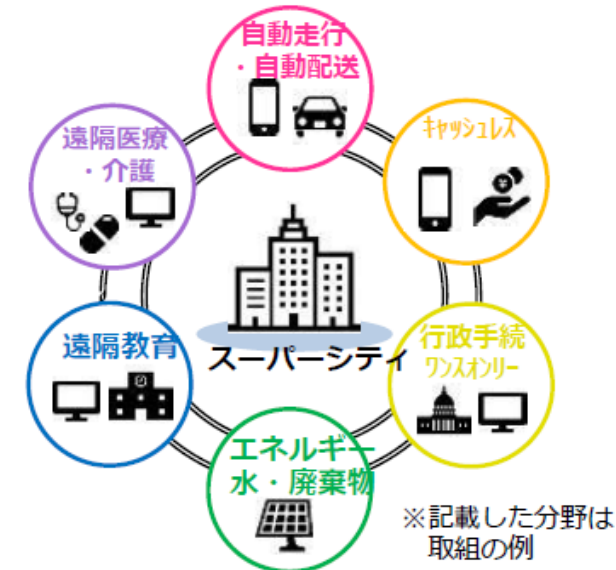 自動走行
・自動配送
遠隔医療
・介護
ｷｬｯｼｭﾚｽ
スーパーシティ
遠隔教育
行政手続
ﾜﾝｽｵﾝﾘｰ
エネルギー
水・廃棄物
※記載した分野は
取組の例